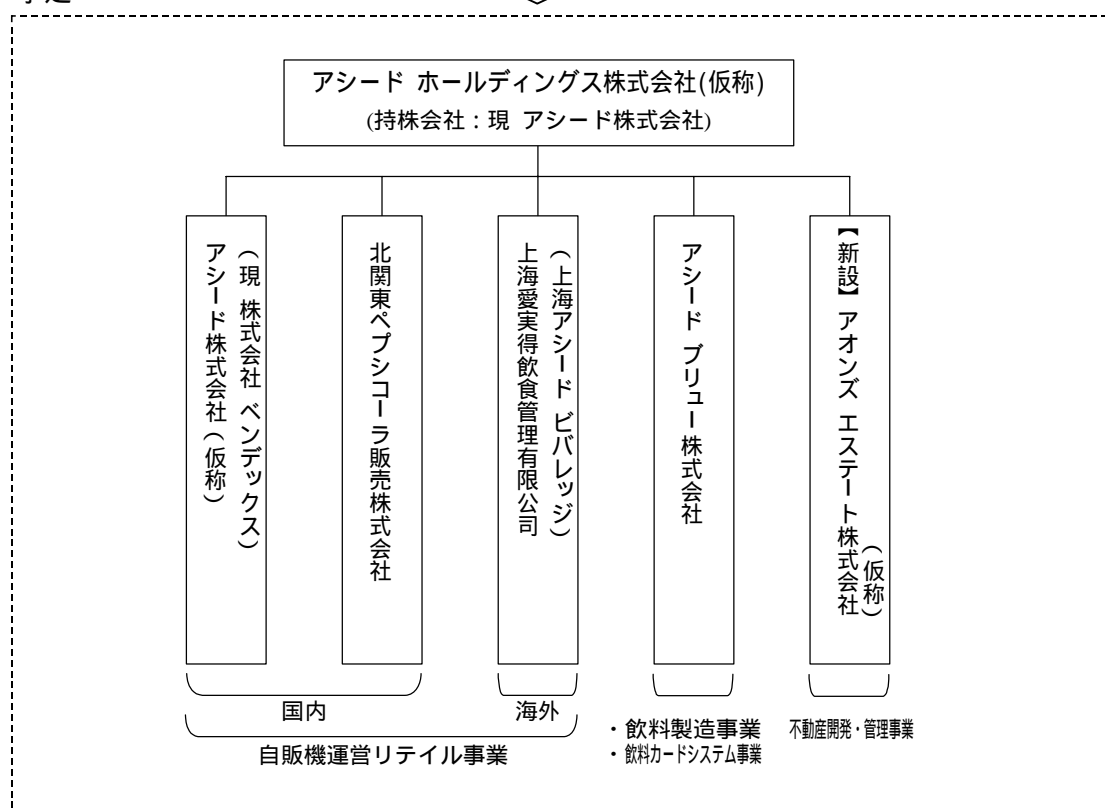 アシード ホールディングス株式会社(仮称)
(持株会社：現 アシード株式会社)
アシード株式会社(仮称)
(現 株式会社 ベンデックス)
北関東ペプシコーラ販売株式会社
上海愛実得飲食管理有限公司
(上海アシード ビバレッジ)
アシード ブリュー株式会社
【新設】アオンズ エステート株式会社
(仮称)
国内
海外
自販機運営リテイル事業
・飲料製造事業
・飲料カードシステム事業
不動産開発・管理事業